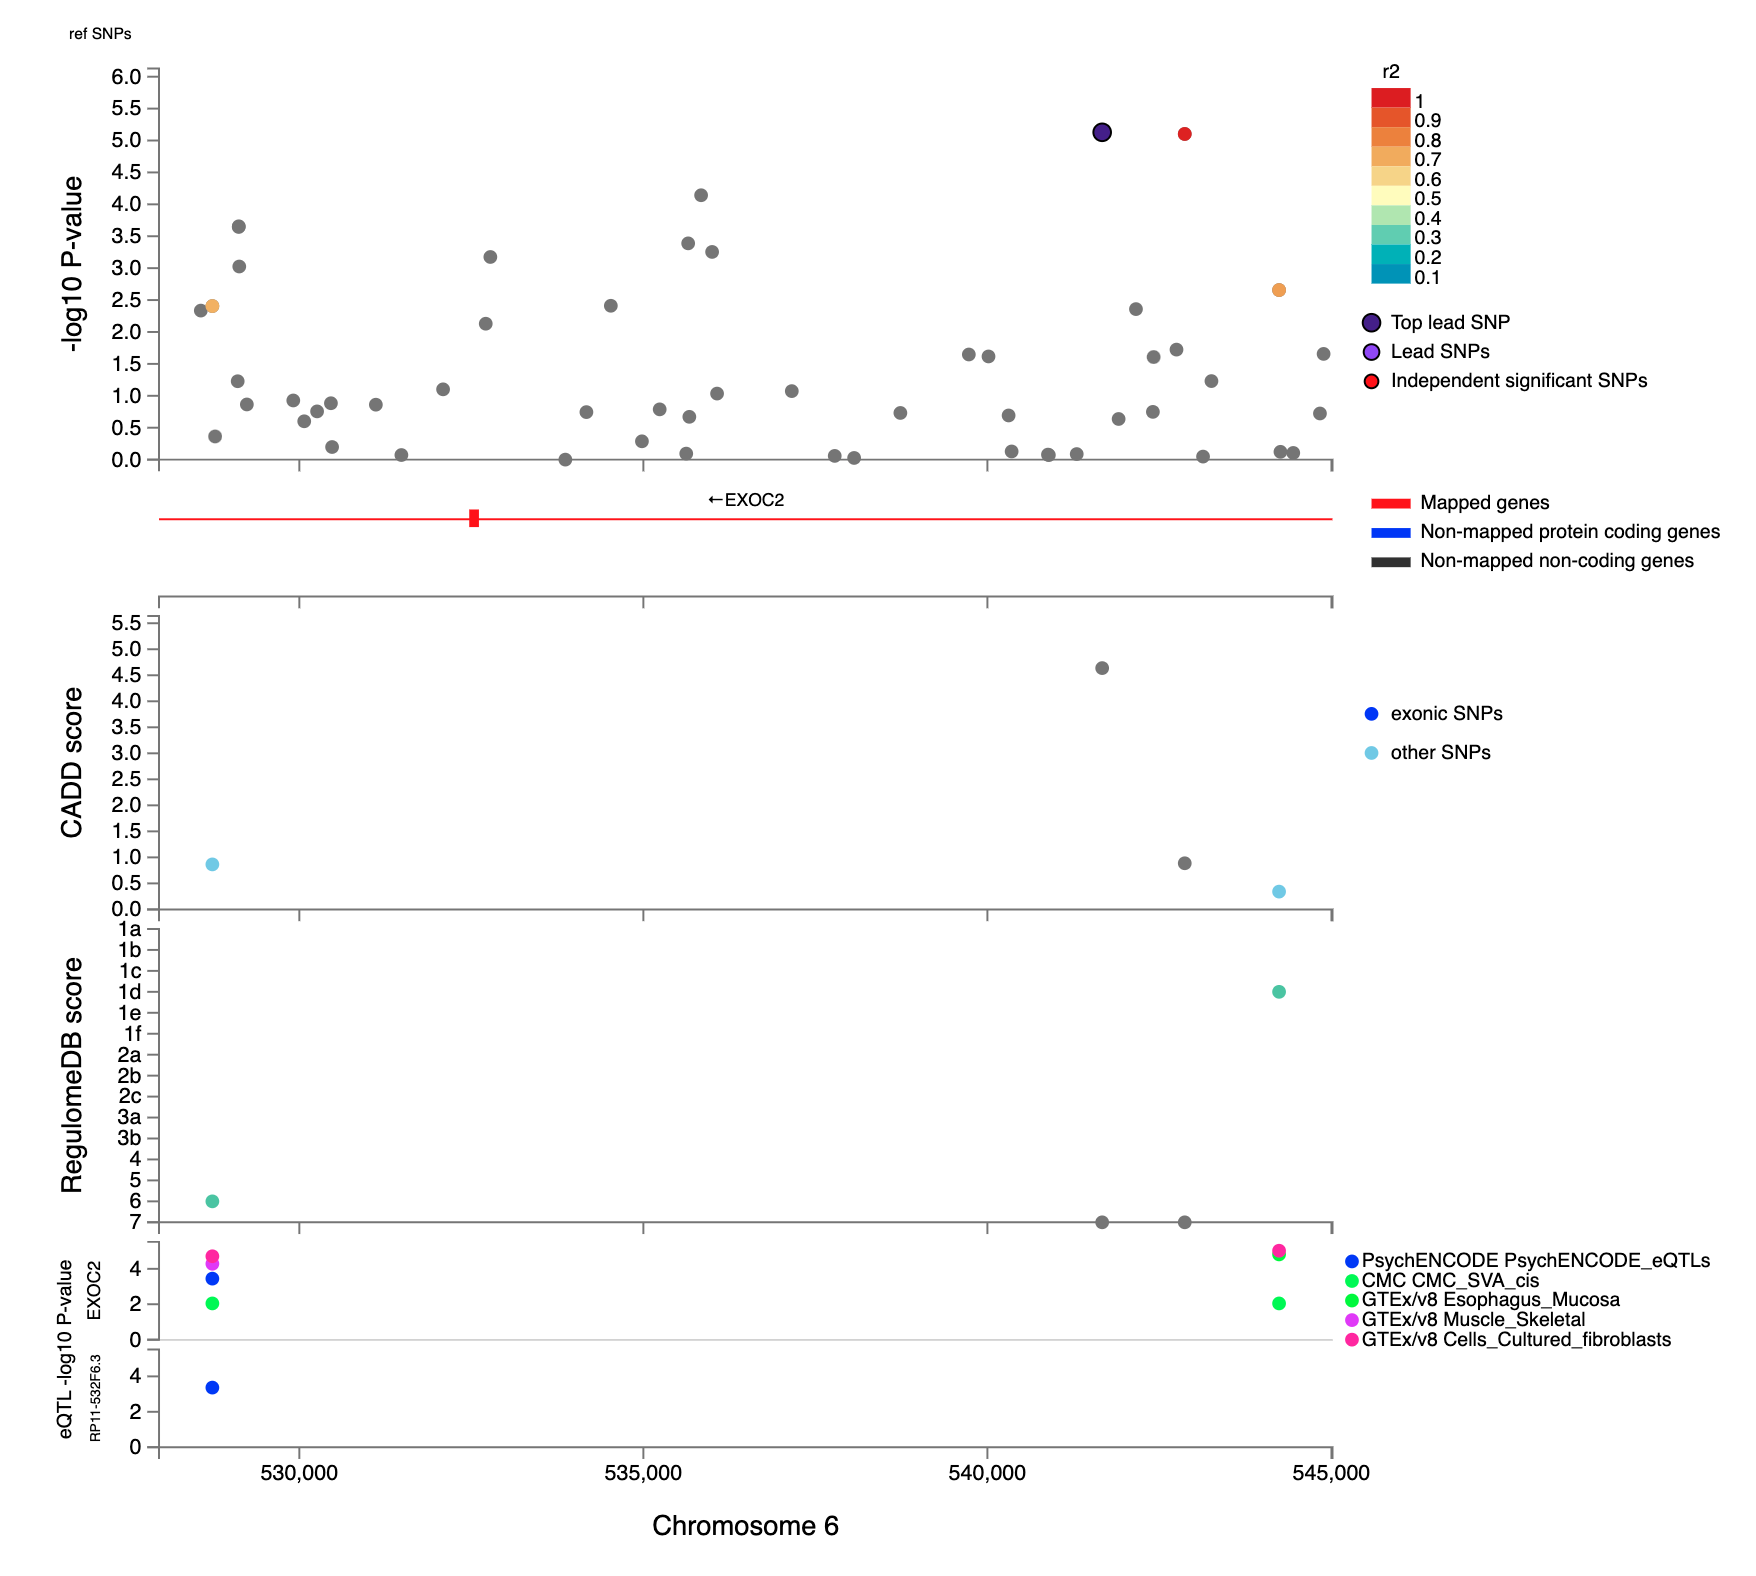 ref SNPs
-log10 P-value
6.0
5.5
5.0
4.5
4.0
3.5
3.0
2.5
2.0
1.5
1.0
0.5
0.0
r2
1
0.9
0.8
0.7
0.6
0.5
0.4
0.3
0.2
0.1
Top lead SNP
Lead SNPs
Independent significant SNPs
←EXOC2
Mapped genes
Non-mapped protein coding genes
Non-mapped non-coding genes
CADD score
5.5
5.0
4.5
4.0
3.5
3.0
2.5
2.0
1.5
1.0
0.5
0.0
exonic SNPs
other SNPs
RegulomeDB score
1a
1b
1c
1d
1e
1f
2a
2b
2c
3a
3b
4
5
6
7
eQTL -log10 P-value
EXOC2
4
2
0
PsychENCODE PsychENCODE_eQTLs
CMC CMC_SVA_cis
GTEx/v8 Esophagus_Mucosa
GTEx/v8 Muscle_Skeletal
GTEx/v8 Cells_Cultured_fibroblasts
RP11-532F6.3
4
2
0
530,000
535,000
540,000
545,000
Chromosome 6